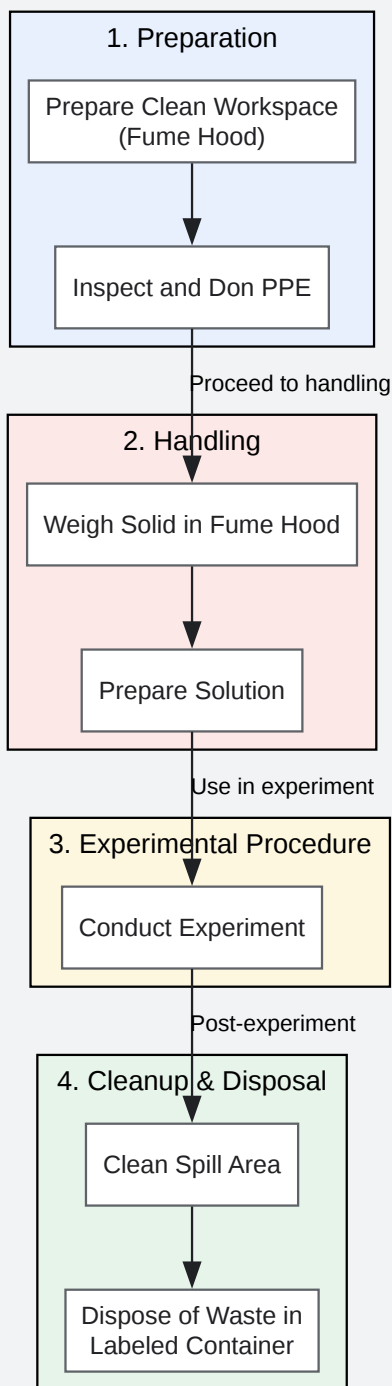 1. Preparation
Prepare Clean Workspace
(Fume Hood)
Inspect and Don PPE
Proceed to handling
2. Handling
Weigh Solid in Fume Hood
Prepare Solution
Use in experiment
3. Experimental Procedure
Conduct Experiment
Post-experiment
4. Cleanup & Disposal
Clean Spill Area
Dispose of Waste in
Labeled Container